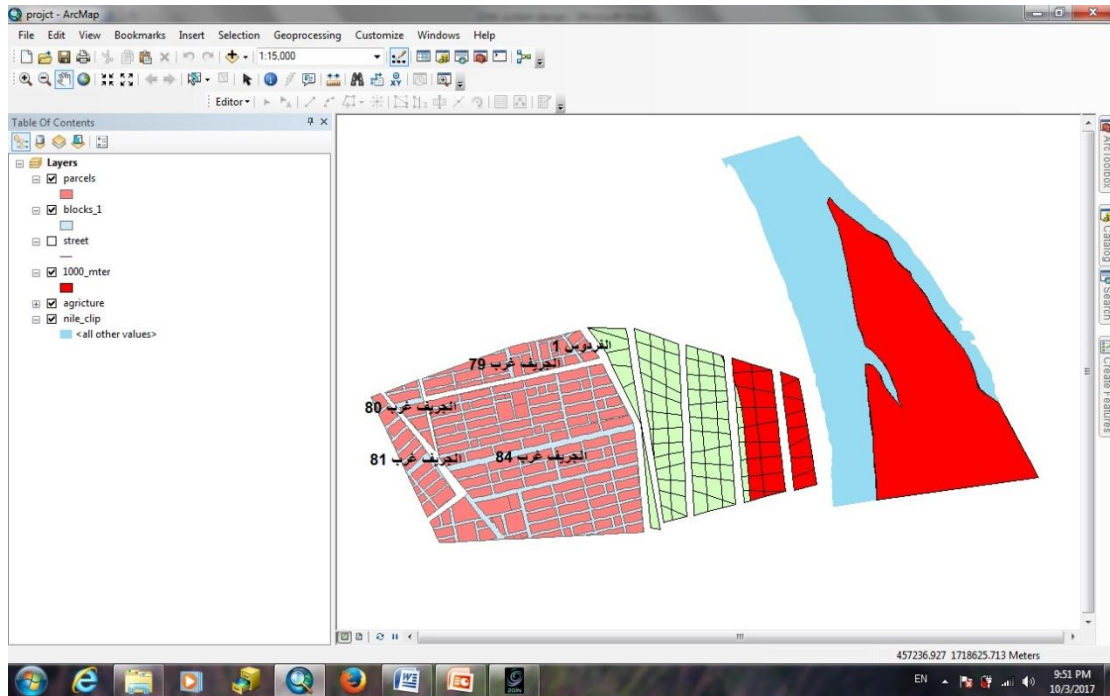 projct - ArcMap
File Edit View Bookmarks Insert Selection Geoprocessing Customize Windows Help
1:15,000
Editor
Table Of Contents
Layers
parcels
blocks_1
street
1000_mter
agricture
nile_clip
<all other values>
الفردوس 1
الجريف غرب 79
الجريف غرب 80
الجريف غرب 81
الجريف غرب 84
ArcToolbox
Catalog
Search
Create Features
457236.927 1718625.713 Meters
EN
9:51 PM
10/3/2017